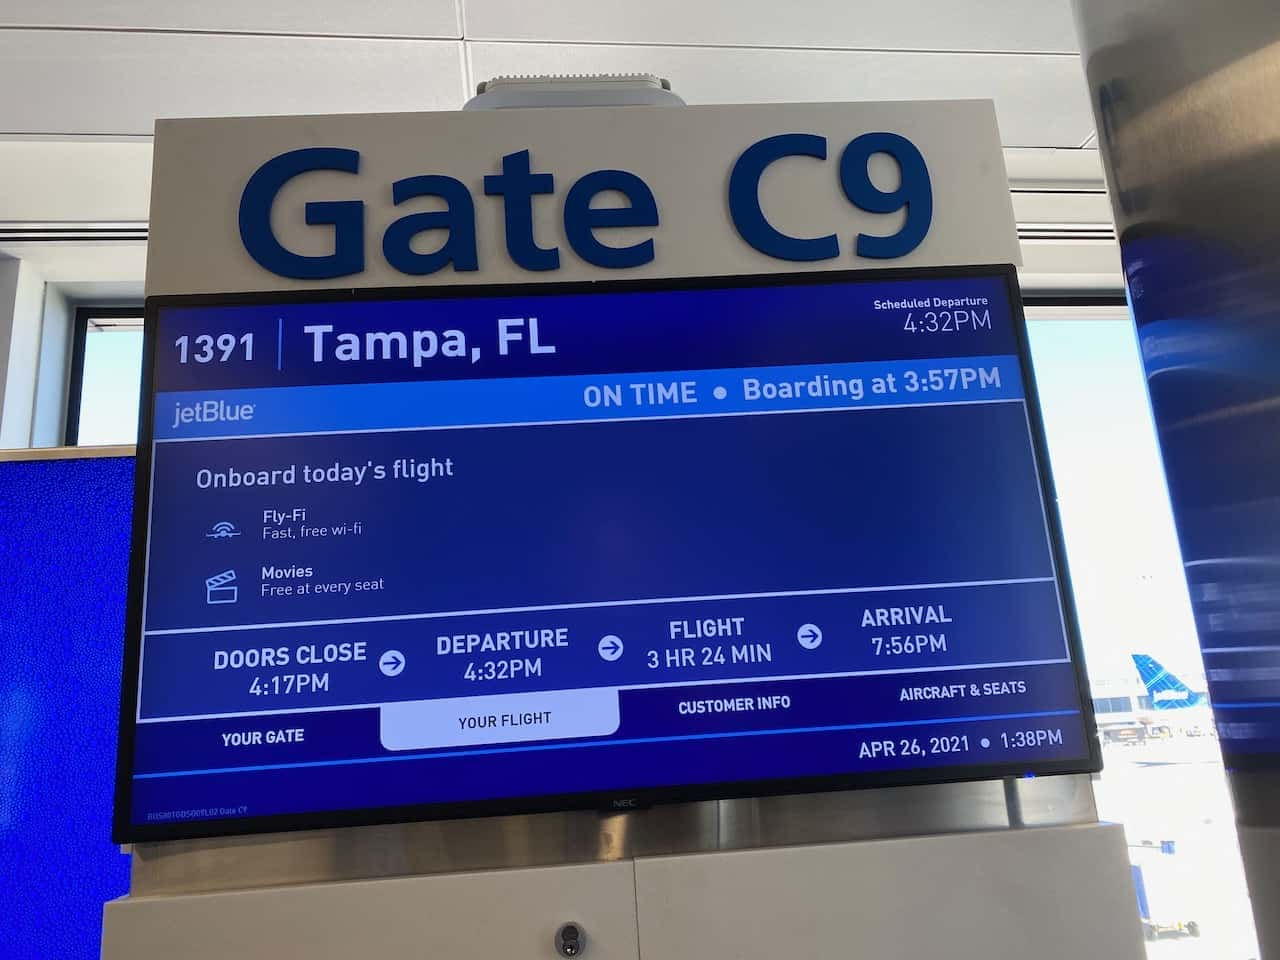 Gate C9
1391 Tampa, FL
Scheduled Departure
4:32PM
jetBlue
ON TIME • Boarding at 3:57PM
Onboard today's flight
Fly-Fi
Fast, free wi-fi
Movies
Free at every seat
DOORS CLOSE
4:17PM
DEPARTURE
4:32PM
FLIGHT
3 HR 24 MIN
ARRIVAL
7:56PM
YOUR GATE
YOUR FLIGHT
CUSTOMER INFO
AIRCRAFT & SEATS
APR 26, 2021 • 1:38PM
Gate C9
NEC